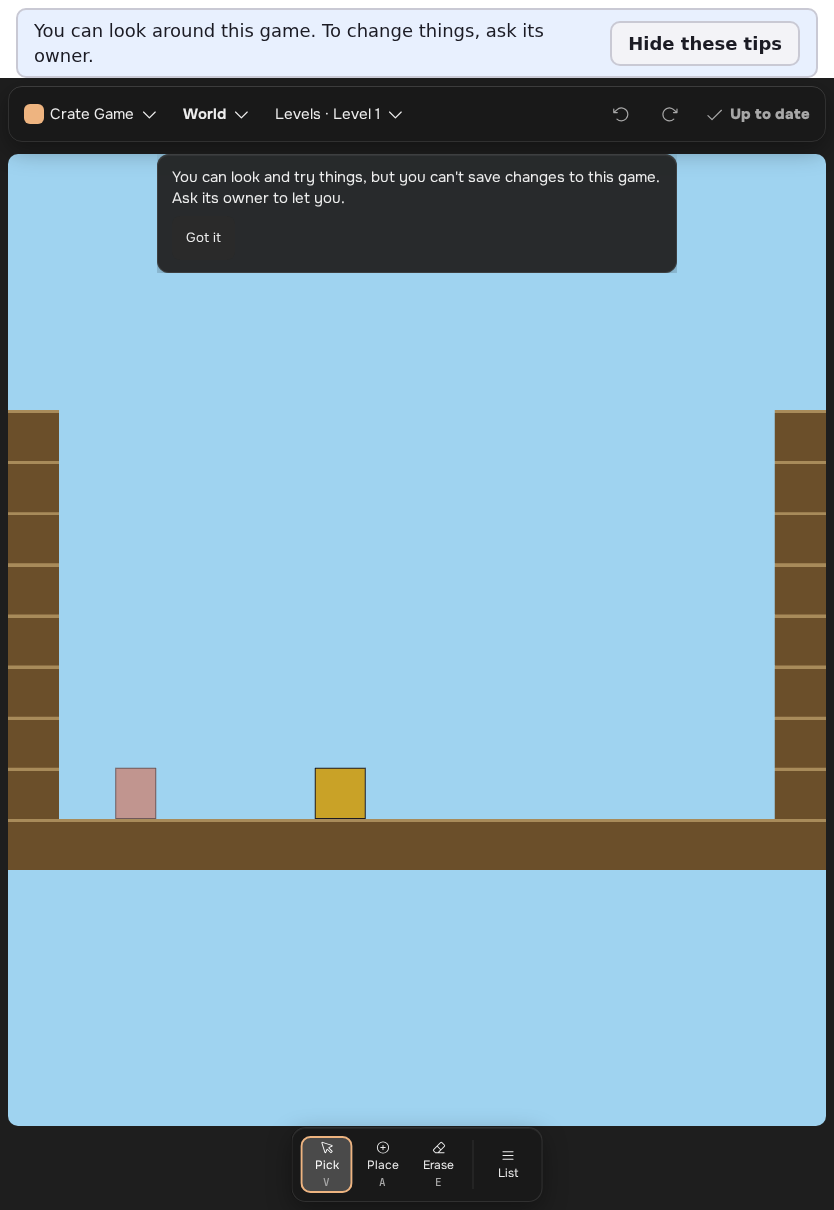 You can look around this game. To change things, ask its
owner.
Hide these tips
Crate Game
World
Levels · Level 1
Up to date
You can look and try things, but you can't save changes to this game.
Ask its owner to let you.
Got it
Pick
Place
Erase
List
V
A
E